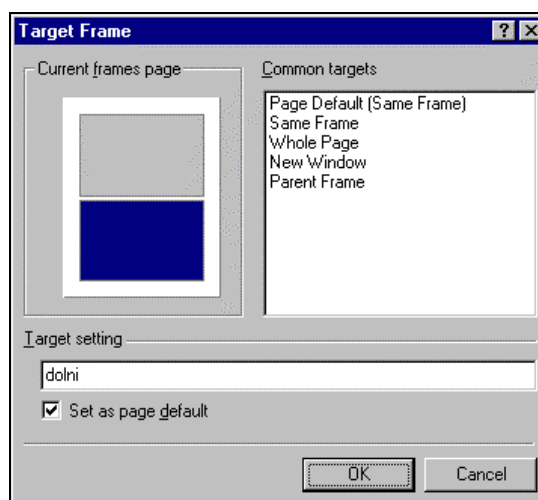 Target Frame
Current frames page
Common targets
Page Default (Same Frame)
Same Frame
Whole Page
New Window
Parent Frame
Target setting
dolni
Set as page default
OK
Cancel